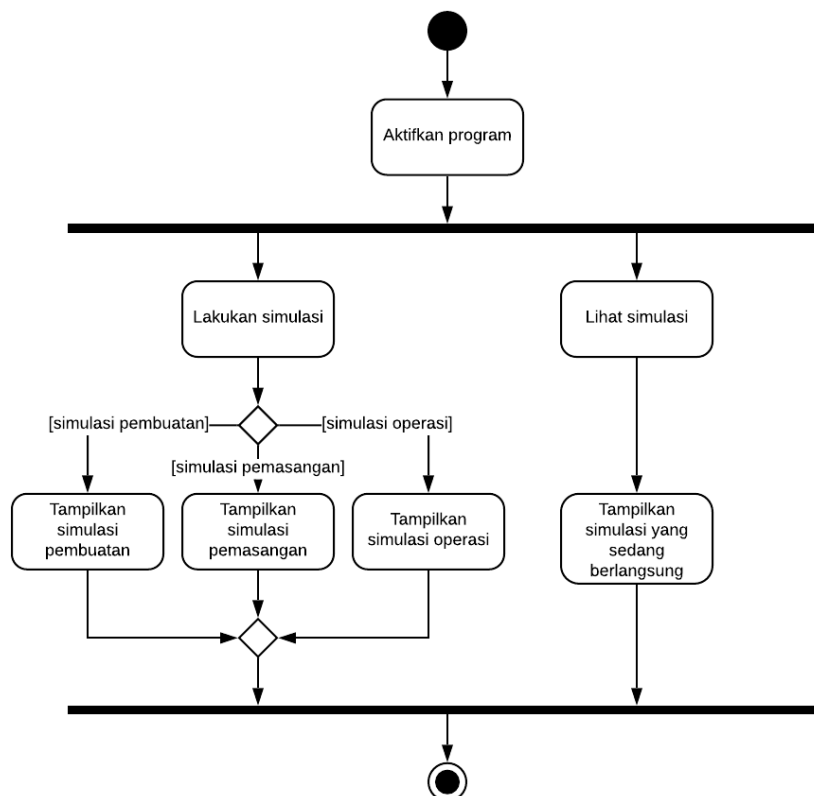 Aktifkan program
Lakukan simulasi
Lihat simulasi
[simulasi pembuatan]
[simulasi operasi]
[simulasi pemasangan]
Tampilkan
simulasi
pembuatan
Tampilkan
simulasi
pemasangan
Tampilkan
simulasi operasi
Tampilkan
simulasi yang
sedang
berlangsung